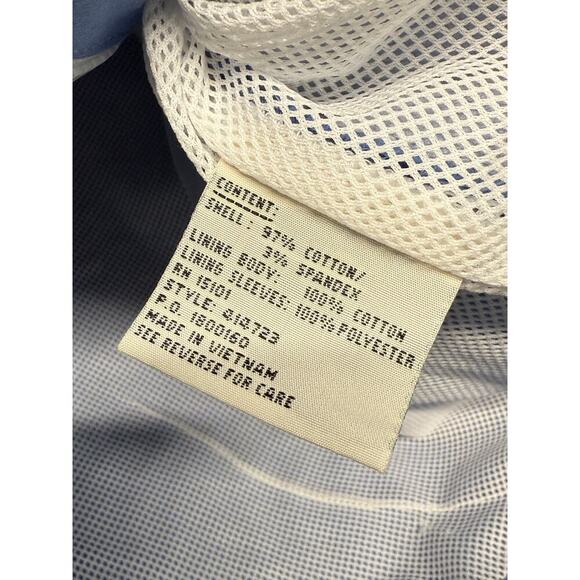 CONTENT:
SHELL: 97% COTTON/
3% SPANDEX
LINING BODY: 100% COTTON
LINING SLEEVES: 100% POLYESTER
RN 15101
STYLE: 414723
P.O. 1800160
MADE IN VIETNAM
SEE REVERSE FOR CARE